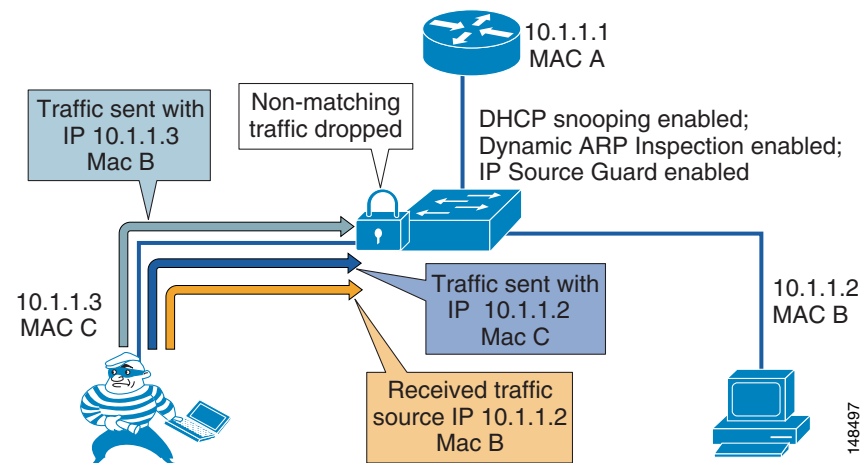 10.1.1.1
MAC A
Traffic sent with
IP 10.1.1.3
Mac B
Non-matching
traffic dropped
DHCP snooping enabled;
Dynamic ARP Inspection enabled;
IP Source Guard enabled
10.1.1.3
MAC C
Traffic sent with
IP 10.1.1.2
Mac C
10.1.1.2
MAC B
Received traffic
source IP 10.1.1.2
Mac B
148497